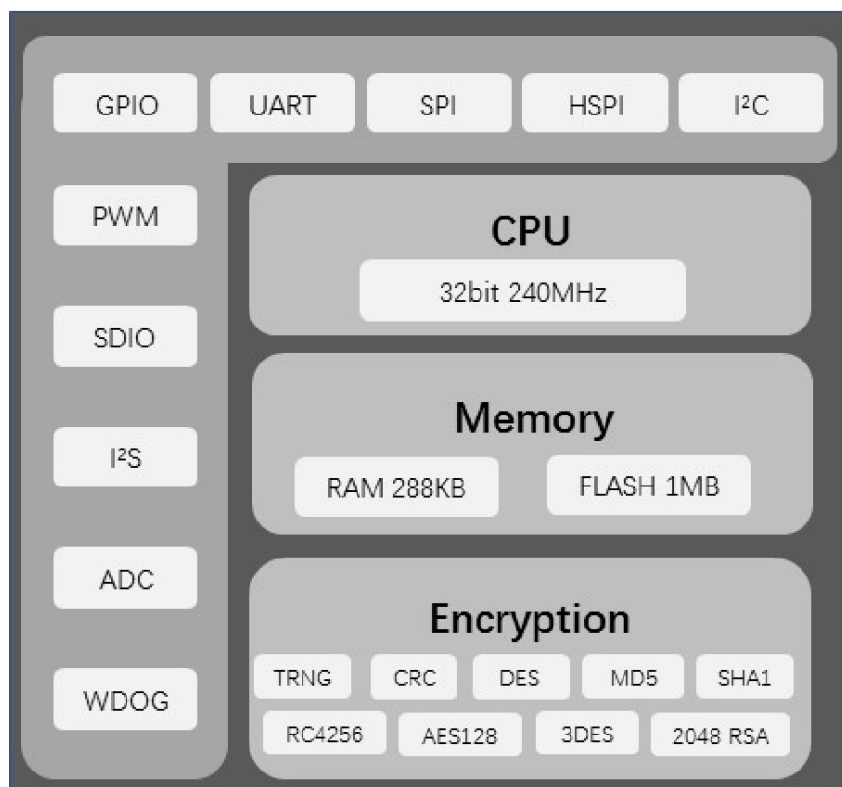 GPIO UART SPI HSPI I²C
PWM
SDIO
I²S
ADC
WDOG
CPU
32bit 240MHz
Memory
RAM 288KB FLASH 1MB
Encryption
TRNG CRC DES MD5 SHA1
RC4256 AES128 3DES 2048 RSA